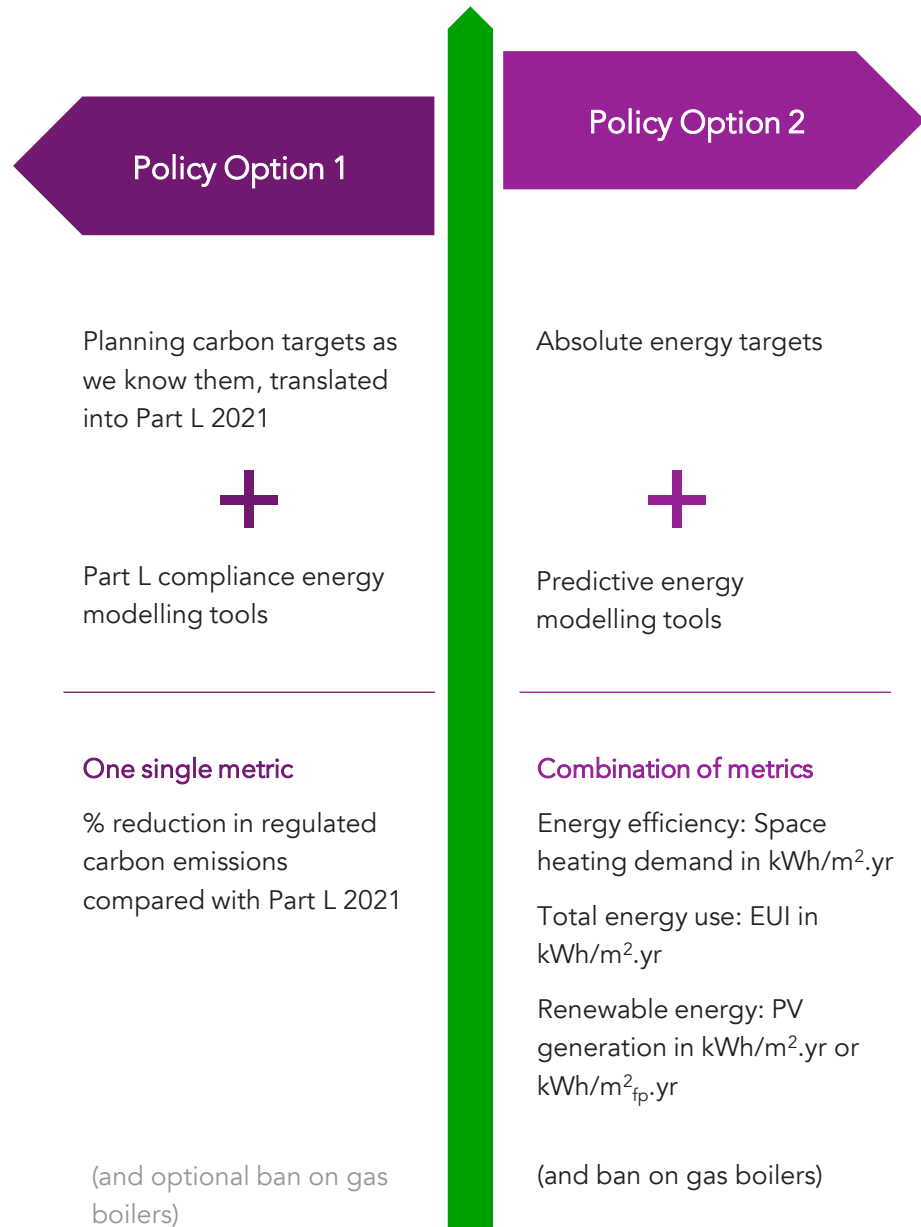 Policy Option 1
Planning carbon targets as
we know them, translated
into Part L 2021
+
Part L compliance energy
modelling tools
One single metric
% reduction in regulated
carbon emissions
compared with Part L 2021
(and optional ban on gas
boilers)
Policy Option 2
Absolute energy targets
+
Predictive energy
modelling tools
Combination of metrics
Energy efficiency: Space
heating demand in kWh/m².yr
Total energy use: EUI in
kWh/m².yr
Renewable energy: PV
generation in kWh/m².yr or
kWh/m²fp.yr
(and ban on gas boilers)